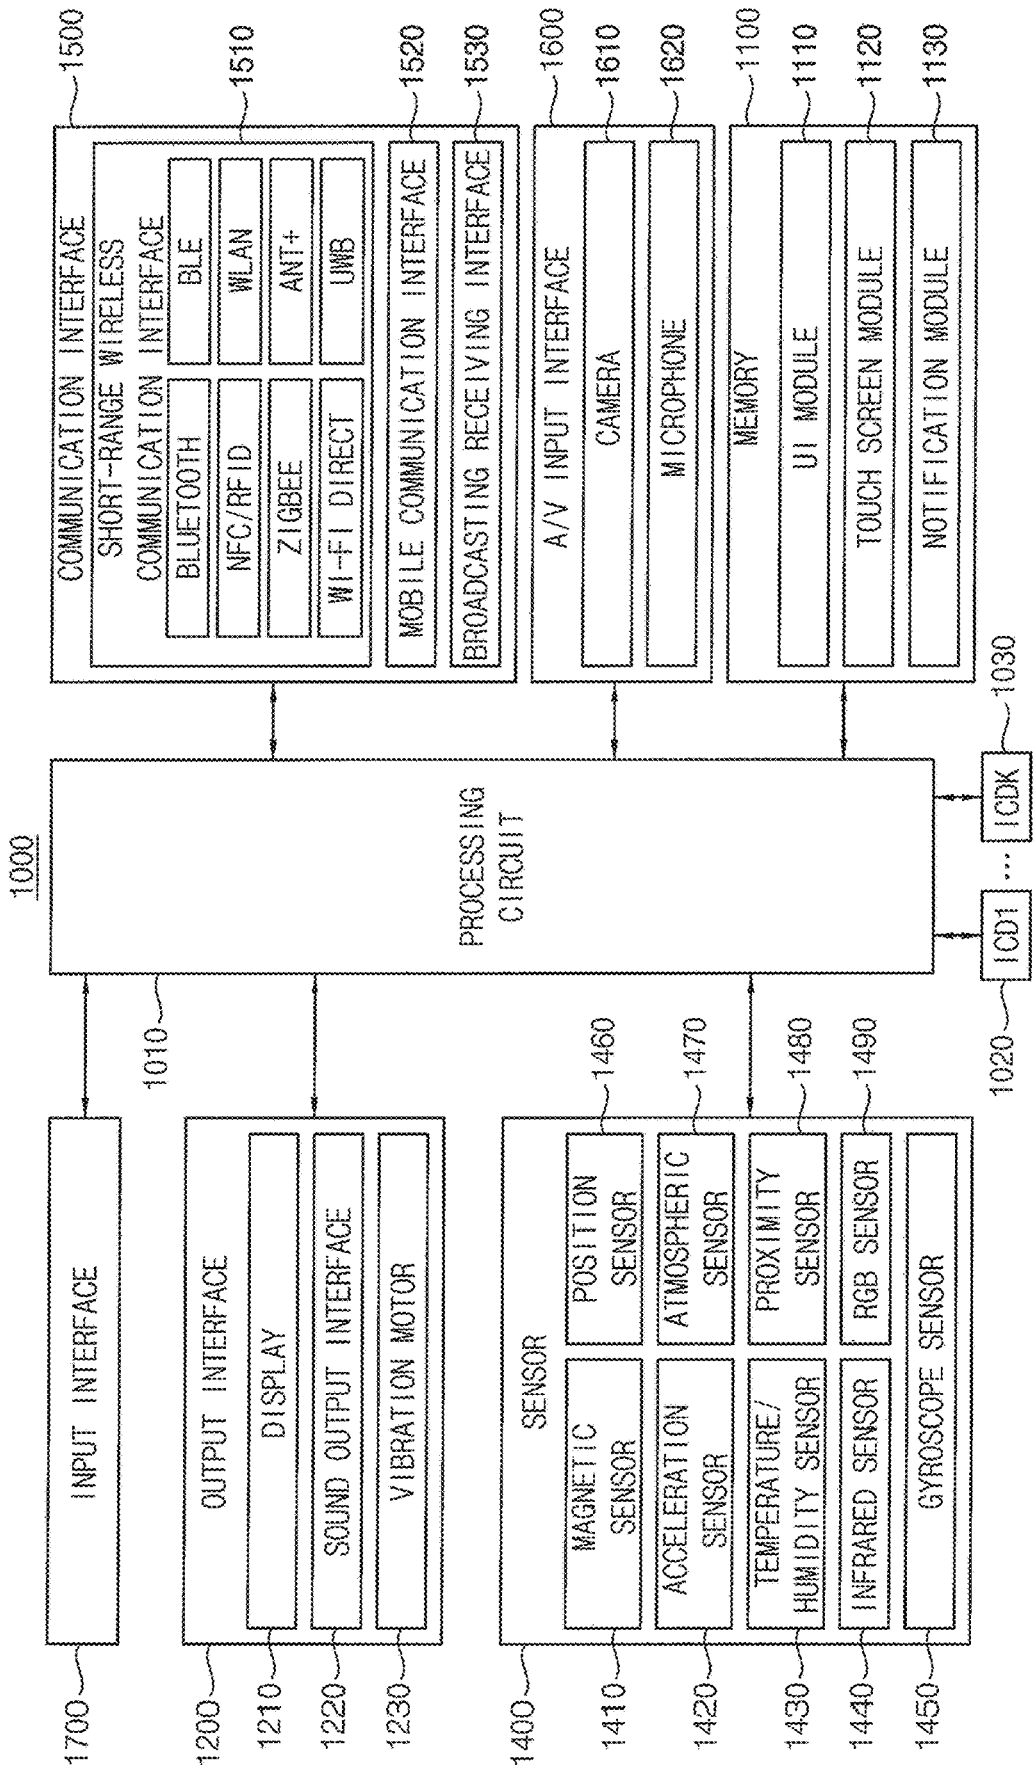 1000
1700
INPUT INTERFACE
1200
OUTPUT INTERFACE
1210
DISPLAY
1220
SOUND OUTPUT INTERFACE
1230
VIBRATION MOTOR
1400
SENSOR
1410
MAGNETIC
SENSOR
POSITION
SENSOR
1460
1420
ACCELERATION
SENSOR
ATMOSPHERIC
SENSOR
1470
1430
TEMPERATURE/
HUMIDITY SENSOR
PROXIMITY
SENSOR
1480
1440
INFRARED SENSOR
RGB SENSOR
1490
1450
GYROSCOPE SENSOR
1010
PROCESSING
CIRCUIT
1020
ICD1
...
ICDK
1030
COMMUNICATION INTERFACE
1500
SHORT-RANGE WIRELESS
COMMUNICATION INTERFACE
1510
BLUETOOTH
BLE
NFC/RFID
WLAN
ZIGBEE
ANT+
WI-FI DIRECT
UWB
MOBILE COMMUNICATION INTERFACE
1520
BROADCASTING RECEIVING INTERFACE
1530
A/V INPUT INTERFACE
1600
CAMERA
1610
MICROPHONE
1620
MEMORY
1100
UI MODULE
1110
TOUCH SCREEN MODULE
1120
NOTIFICATION MODULE
1130